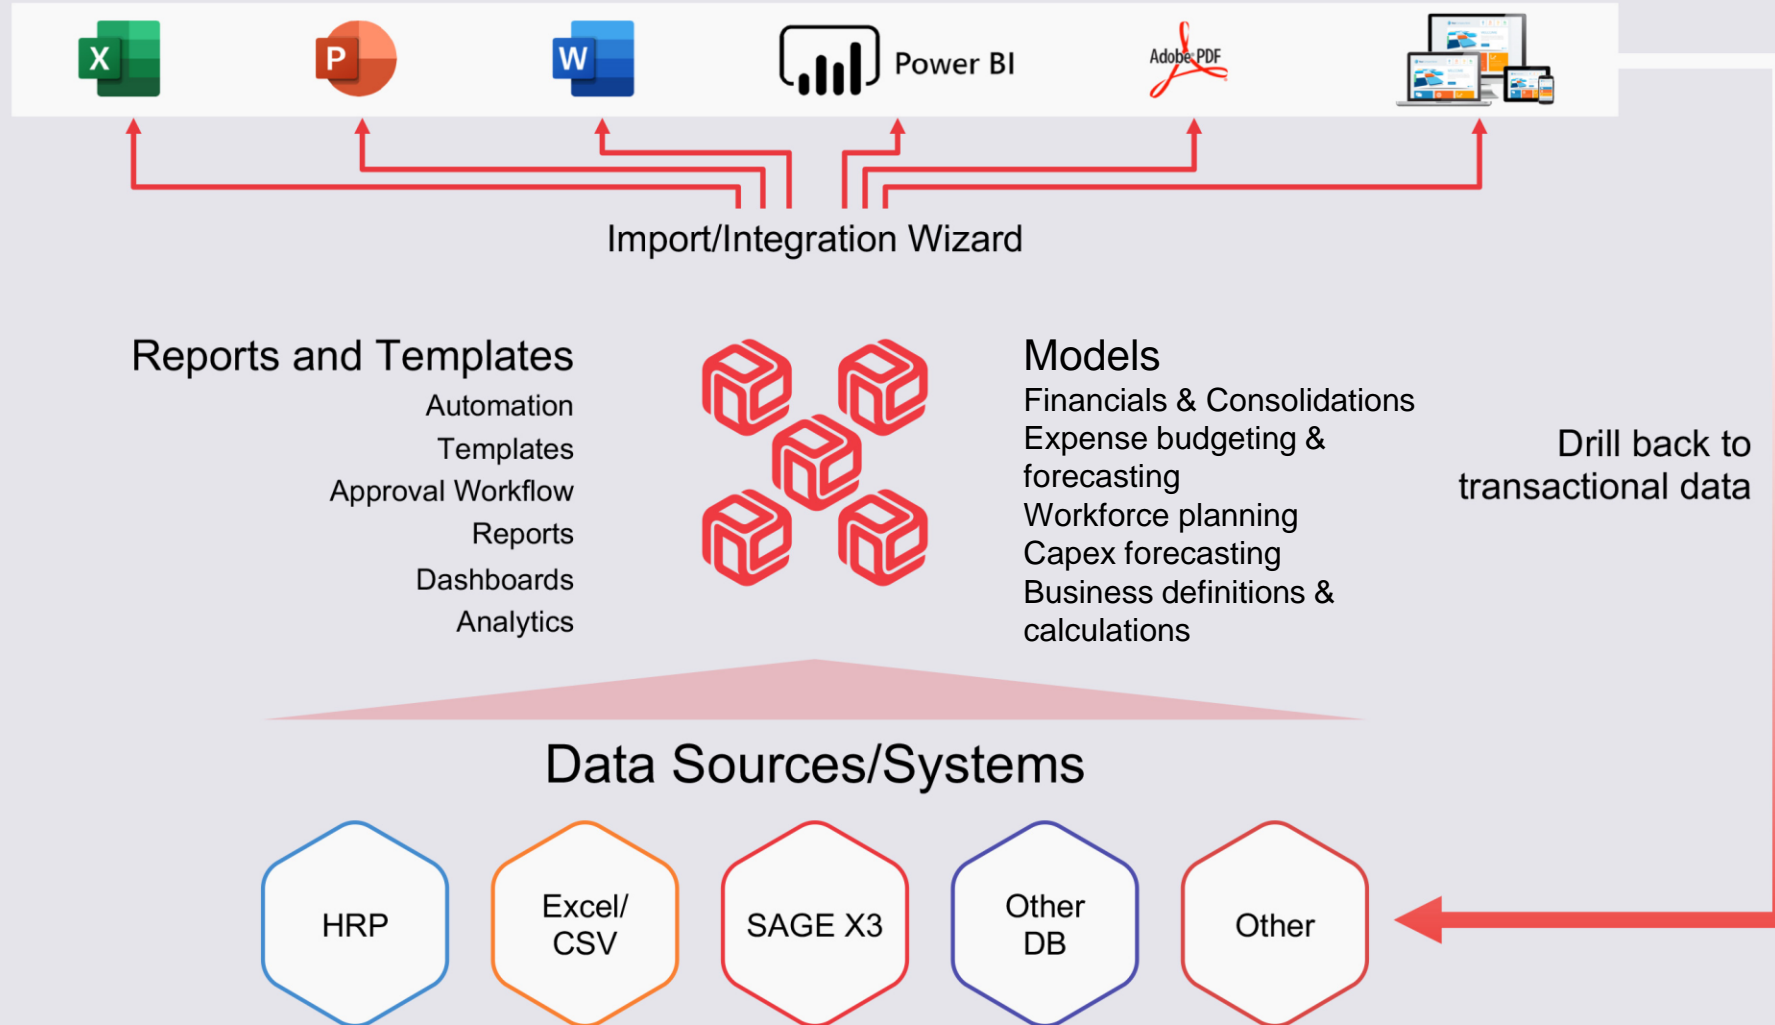 X
P
W
Power BI
Adobe PDF
Import/Integration Wizard
Reports and Templates
Automation
Templates
Approval Workflow
Reports
Dashboards
Analytics
Models
Financials & Consolidations
Expense budgeting &
forecasting
Workforce planning
Capex forecasting
Business definitions &
calculations
Drill back to
transactional data
Data Sources/Systems
HRP
Excel/
CSV
SAGE X3
Other
DB
Other